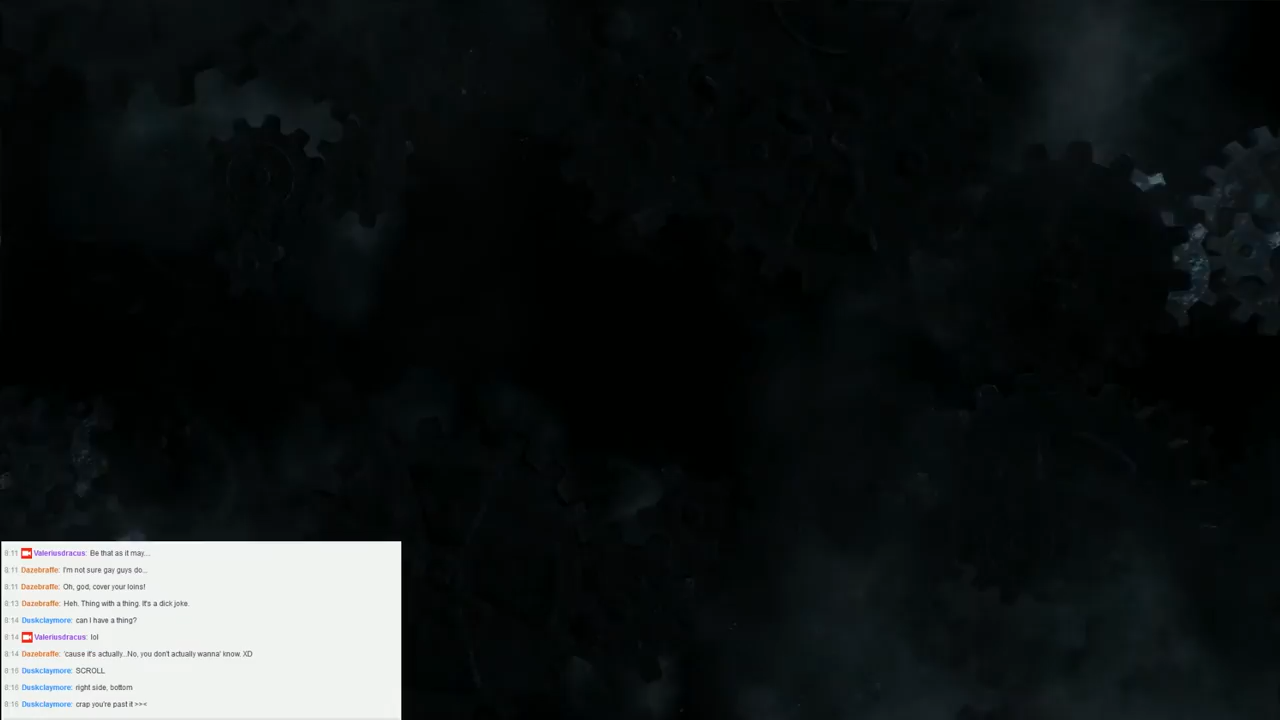 8:11 Valeriusdracus: Be that as it may...
8:11 Dazebraffe: I'm not sure gay guys do...
8:11 Dazebraffe: Oh, god, cover your loins!
8:13 Dazebraffe: Heh. Thing with a thing. It's a dick joke.
8:14 Duskclaymore: can I have a thing?
8:14 Valeriusdracus: lol
8:14 Dazebraffe: 'cause it's actually...No, you don't actually wanna' know. XD
8:16 Duskclaymore: SCROLL
8:16 Duskclaymore: right side, bottom
8:16 Duskclaymore: crap you're past it >><